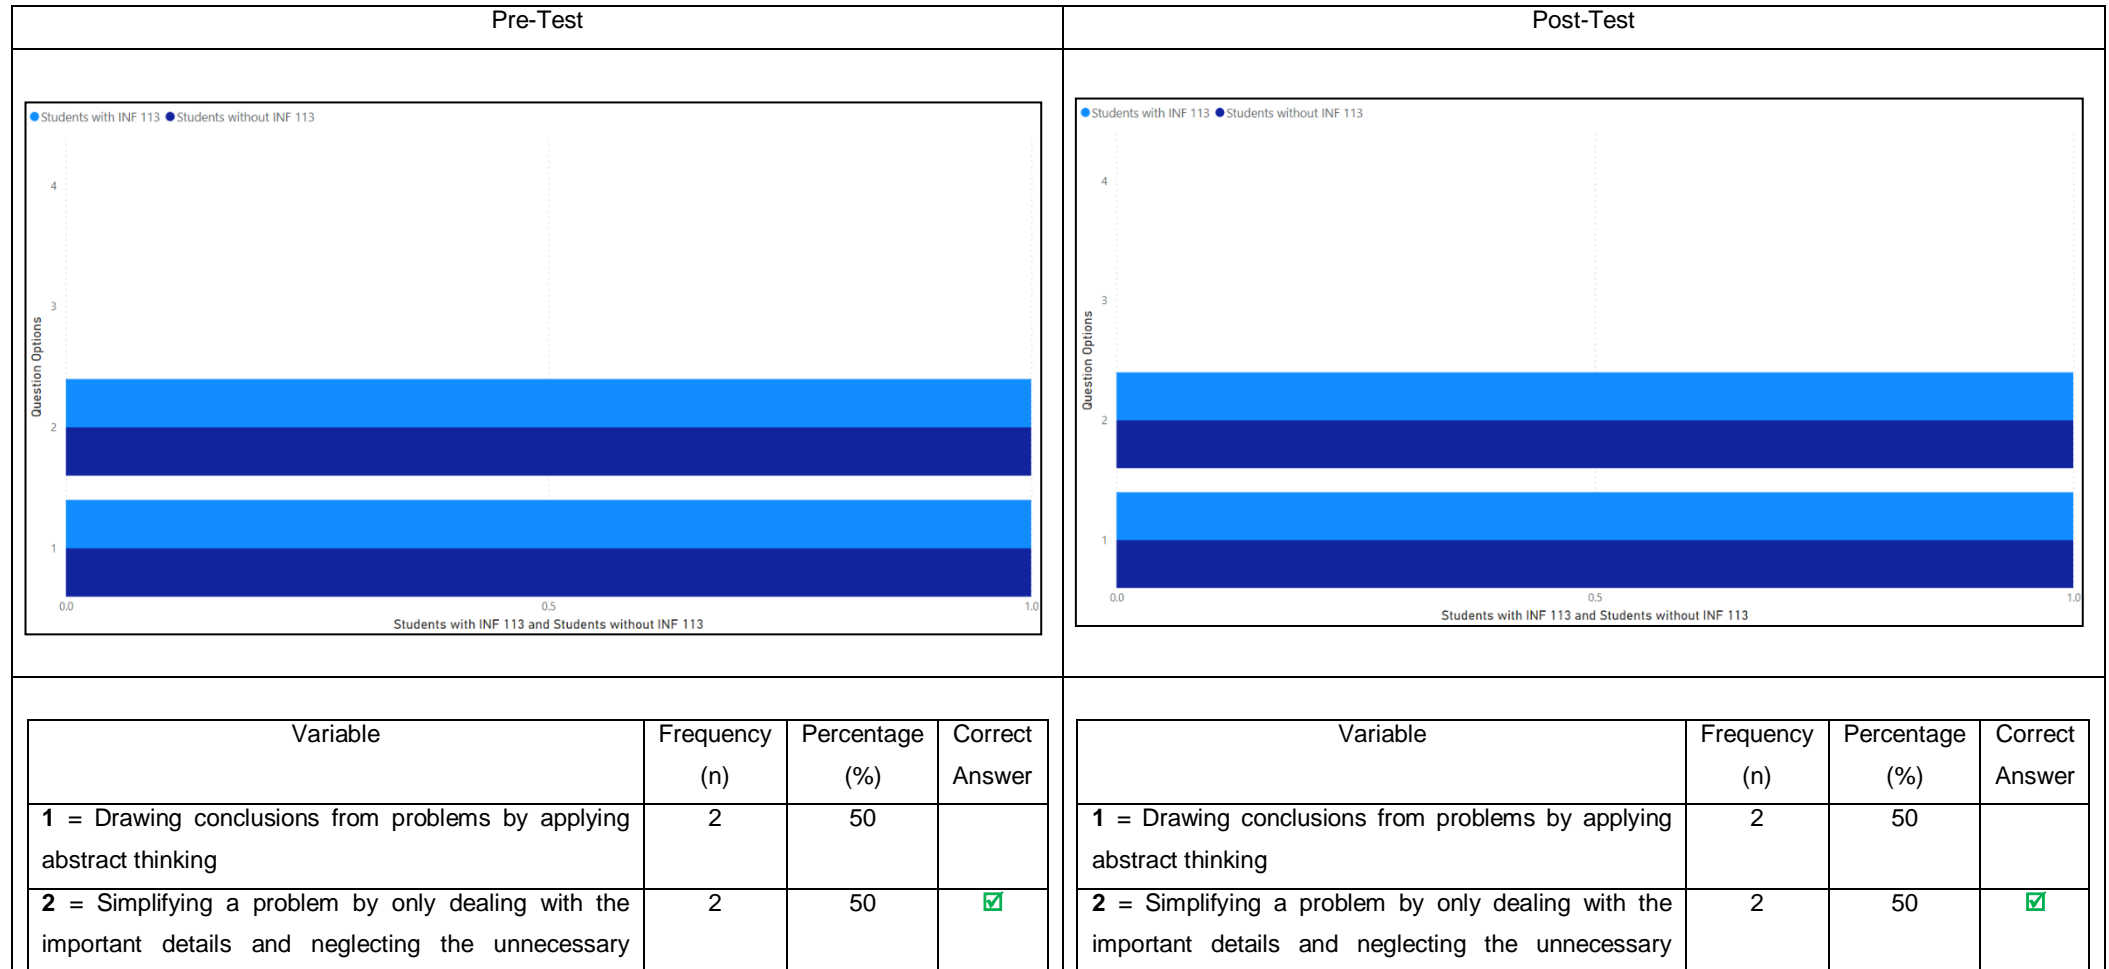 Pre-Test
Post-Test
Students with INF 113 Students without INF 113
4
3
2
1
Question Options
0.0 0.5 1.0
Students with INF 113 and Students without INF 113
Students with INF 113 Students without INF 113
4
3
2
1
Question Options
0.0 0.5 1.0
Students with INF 113 and Students without INF 113
Variable Frequency Percentage Correct
(n) (%) Answer
1 = Drawing conclusions from problems by applying 2 50
abstract thinking
2 = Simplifying a problem by only dealing with the 2 50 ☑
important details and neglecting the unnecessary
Variable Frequency Percentage Correct
(n) (%) Answer
1 = Drawing conclusions from problems by applying 2 50
abstract thinking
2 = Simplifying a problem by only dealing with the 2 50 ☑
important details and neglecting the unnecessary